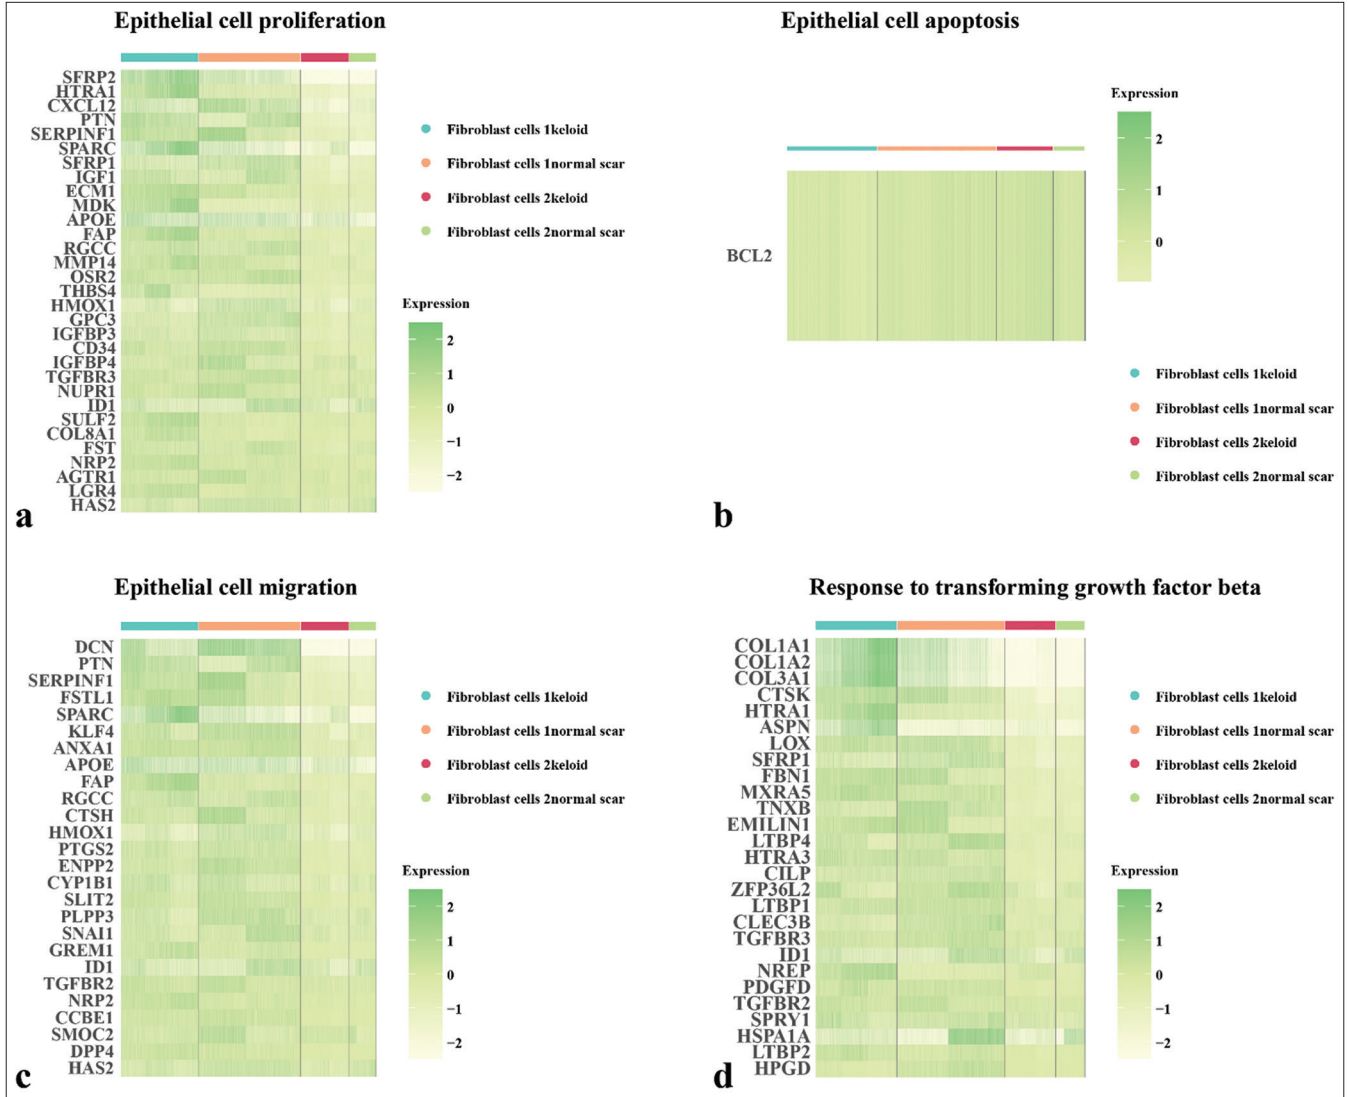 Epithelial cell proliferation
SFRP2
HTRA1
CXCL12
PTN
SERPINF1
SPARC
SFRP1
IGF1
ECM1
MDK
APOE
FAP
RGCC
MMP14
OSR2
THBS4
HMOX1
GPC3
IGFBP3
CD34
IGFBP4
TGFBR3
NUPR1
ID1
SULF2
COL8A1
FST
NRP2
AGTR1
LGR4
HAS2
Fibroblast cells 1keloid
Fibroblast cells 1normal scar
Fibroblast cells 2keloid
Fibroblast cells 2normal scar
Expression
2
1
0
−1
−2
a
Epithelial cell apoptosis
BCL2
Expression
2
1
0
Fibroblast cells 1keloid
Fibroblast cells 1normal scar
Fibroblast cells 2keloid
Fibroblast cells 2normal scar
b
Epithelial cell migration
DCN
PTN
SERPINF1
FSTL1
SPARC
KLF4
ANXA1
APOE
FAP
RGCC
CTSH
HMOX1
PTGS2
ENPP2
CYP1B1
SLIT2
PLPP3
SNAI1
GREM1
ID1
TGFBR2
NRP2
CCBE1
SMOC2
DPP4
HAS2
Fibroblast cells 1keloid
Fibroblast cells 1normal scar
Fibroblast cells 2keloid
Fibroblast cells 2normal scar
Expression
2
1
0
−1
−2
c
Response to transforming growth factor beta
COL1A1
COL1A2
COL3A1
CTSK
HTRA1
ASPN
LOX
SFRP1
FBN1
MXRA5
TNXB
EMILIN1
LTBP4
HTRA3
CILP
ZFP36L2
LTBP1
CLEC3B
TGFBR3
ID1
NREP
PDGFD
TGFBR2
SPRY1
HSPA1A
LTBP2
HPGD
Fibroblast cells 1keloid
Fibroblast cells 1normal scar
Fibroblast cells 2keloid
Fibroblast cells 2normal scar
Expression
2
1
0
−1
−2
d